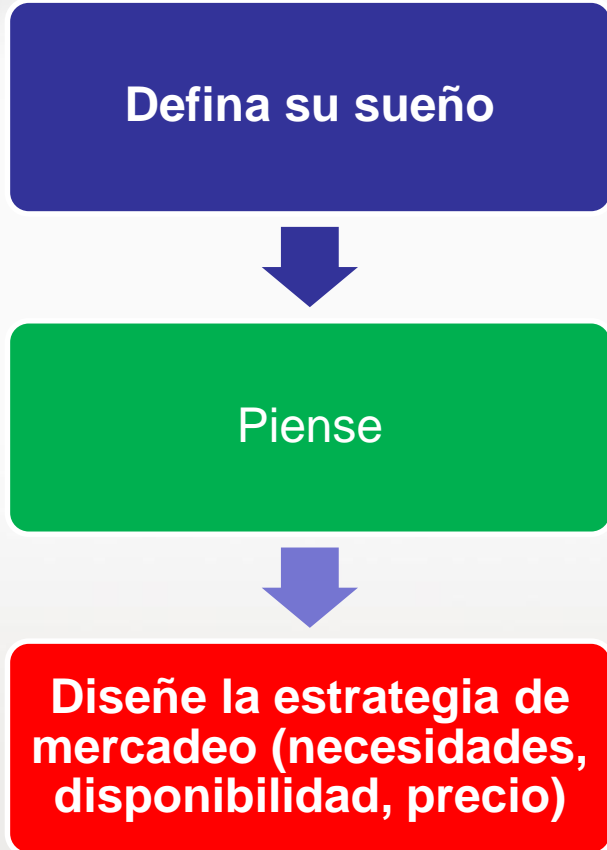 Defina su sueño
Piense
Diseñe la estrategia de
mercadeo (necesidades,
disponibilidad, precio)